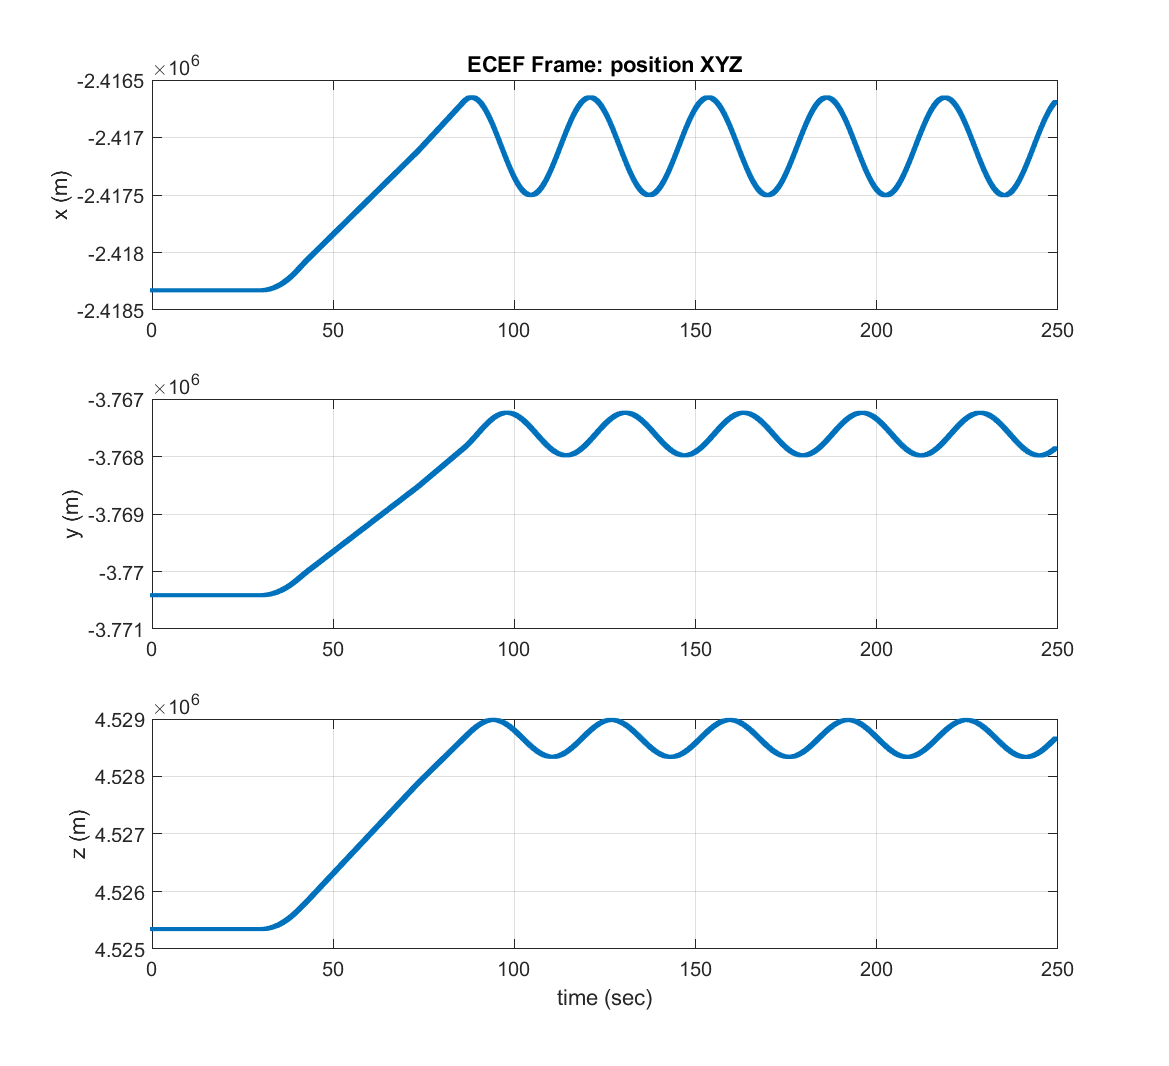 ECEF Frame: position XYZ
×10⁶
-2.4165
-2.417
-2.4175
-2.418
-2.4185
x (m)
0 50 100 150 200 250
×10⁶
-3.767
-3.768
-3.769
-3.77
-3.771
y (m)
0 50 100 150 200 250
×10⁶
4.529
4.528
4.527
4.526
4.525
z (m)
0 50 100 150 200 250
time (sec)